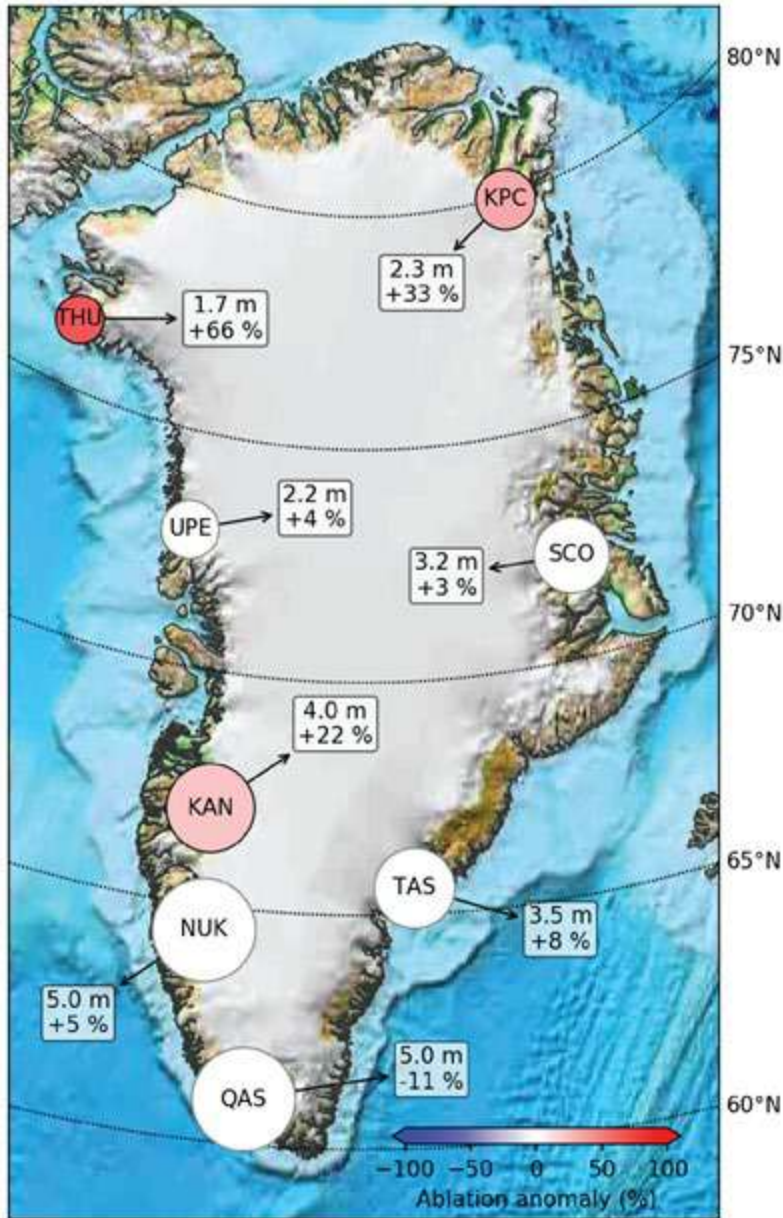 80°N
KPC
2.3 m
+33 %
THU
1.7 m
+66 %
75°N
UPE
2.2 m
+4 %
SCO
3.2 m
+3 %
70°N
4.0 m
+22 %
KAN
65°N
TAS
3.5 m
+8 %
NUK
5.0 m
+5 %
QAS
5.0 m
-11 %
60°N
−100 −50 0 50 100
Ablation anomaly (%)